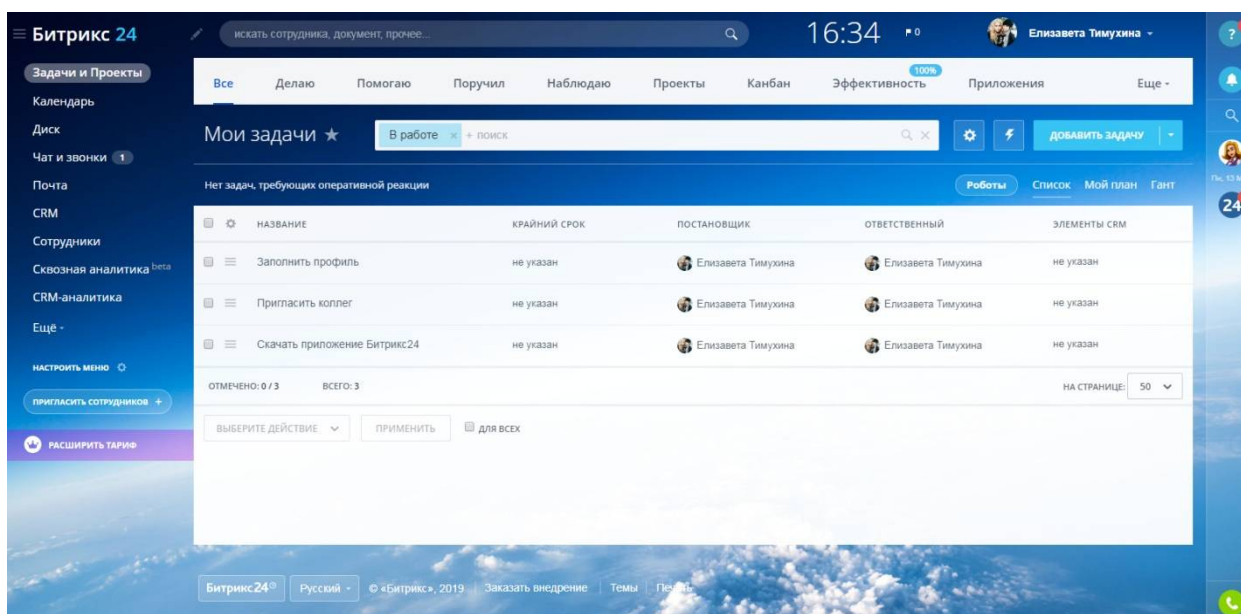 Битрикс 24
искать сотрудника, документ, прочее...
16:34
0
Елизавета Тимухина
?
Задачи и Проекты
Календарь
Диск
Чат и звонки 1
Почта
CRM
Сотрудники
Сквозная аналитика beta
CRM-аналитика
Ещё
НАСТРОИТЬ МЕНЮ
ПРИГЛАСИТЬ СОТРУДНИКОВ +
РАСШИРИТЬ ТАРИФ
Все Делаю Помогаю Поручил Наблюдаю Проекты Канбан Эффективность 100% Приложения Еще
Мои задачи ★ В работе × + поиск ДОБАВИТЬ ЗАДАЧУ
Нет задач, требующих оперативной реакции Роботы Список Мой план Гант
НАЗВАНИЕ КРАЙНИЙ СРОК ПОСТАНОВЩИК ОТВЕТСТВЕННЫЙ ЭЛЕМЕНТЫ CRM
Заполнить профиль не указан Елизавета Тимухина Елизавета Тимухина не указан
Пригласить коллег не указан Елизавета Тимухина Елизавета Тимухина не указан
Скачать приложение Битрикс24 не указан Елизавета Тимухина Елизавета Тимухина не указан
ОТМЕЧЕНО: 0 / 3 ВСЕГО: 3 НА СТРАНИЦЕ: 50
ВЫБЕРИТЕ ДЕЙСТВИЕ ПРИМЕНИТЬ ДЛЯ ВСЕХ
Битрикс24 Русский © «Битрикс», 2019 Заказать внедрение Темы
24